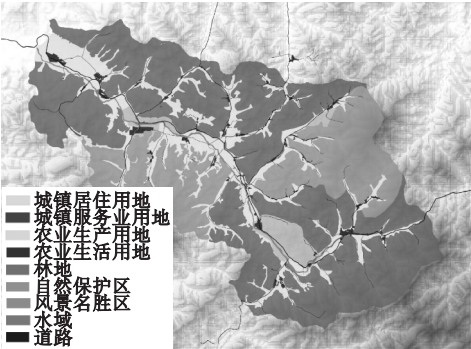 城镇居住用地
城镇服务业用地
农业生产用地
农业生活用地
林地
自然保护区
风景名胜区
水域
道路